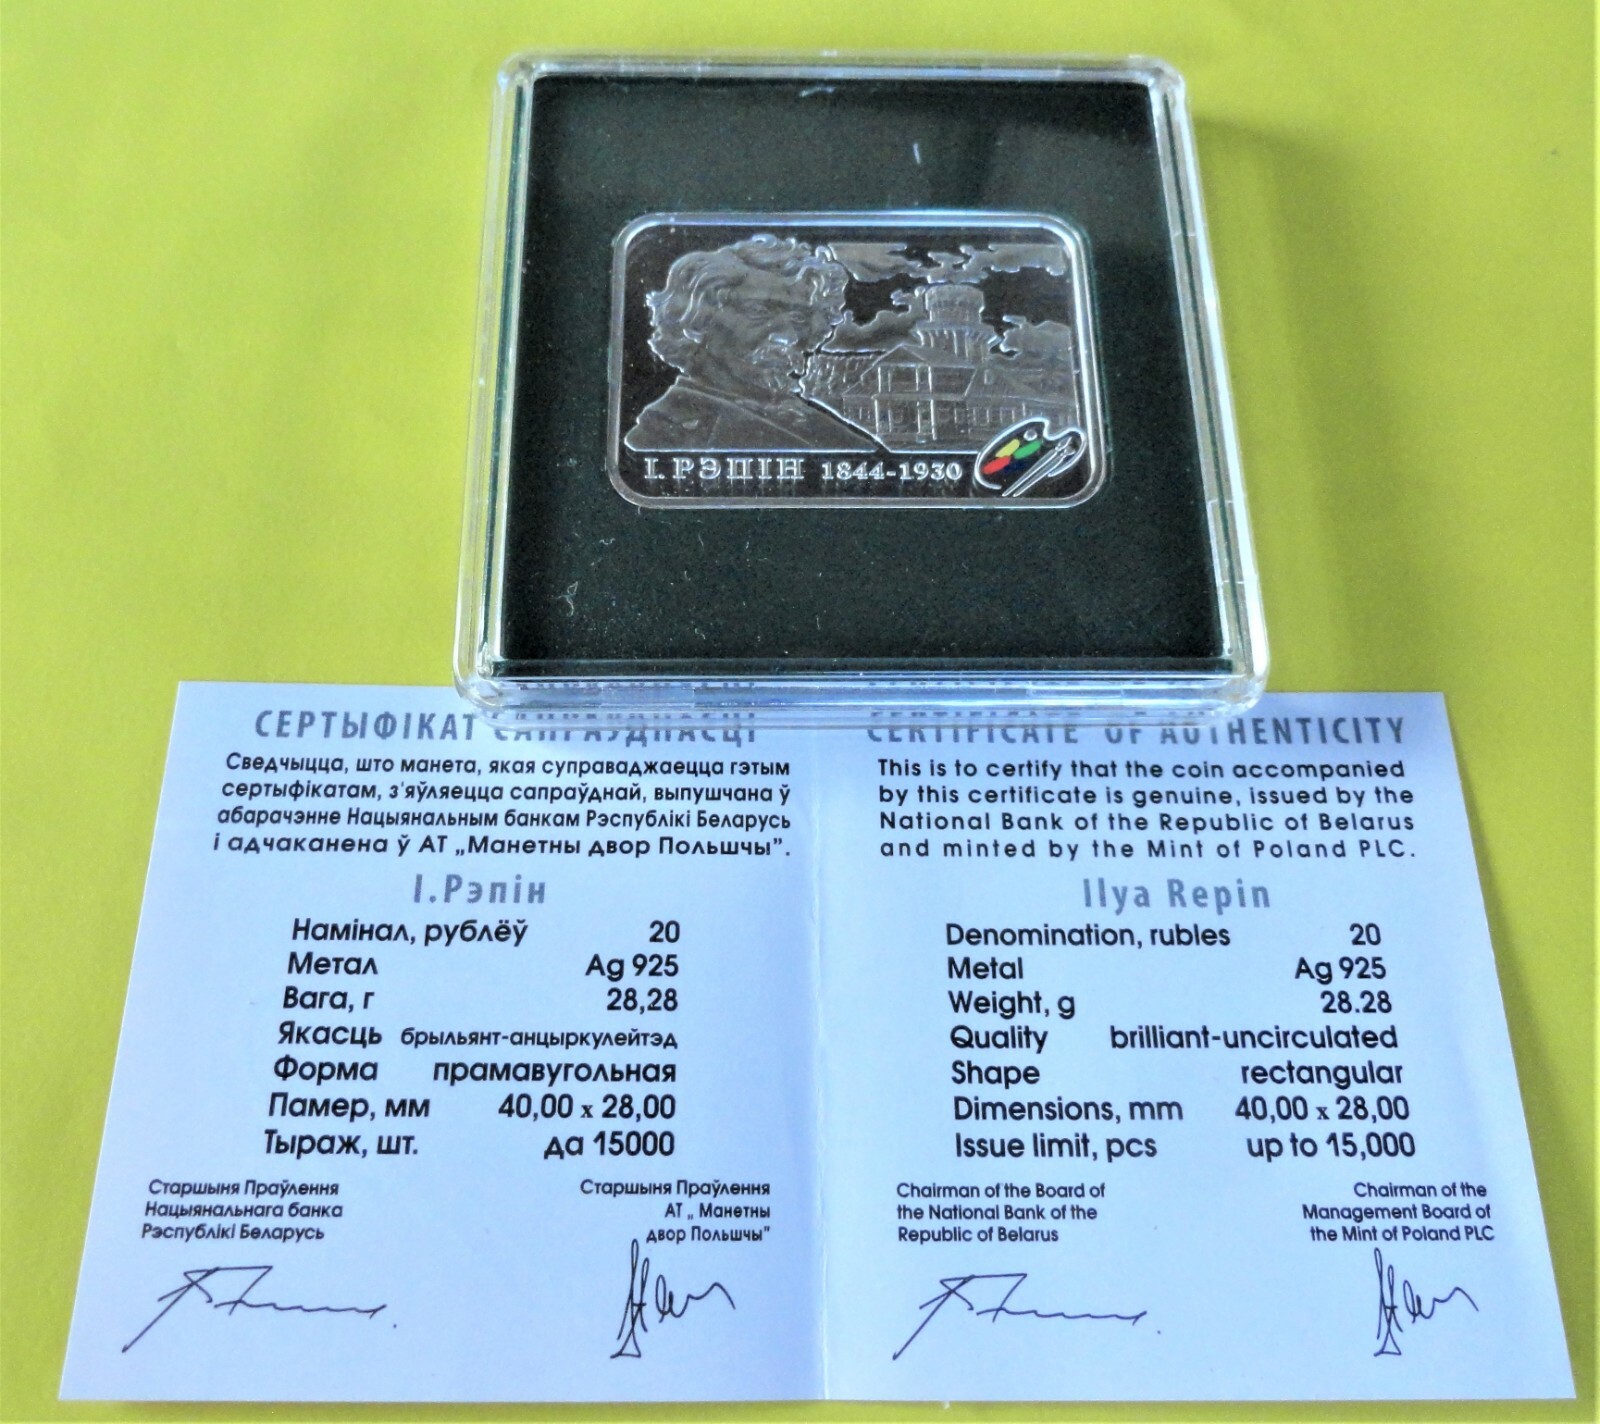 І. РЭПІН 1844-1930
СЕРТЫФІКАТ САПРАЎДНАСЦІ
Сведчыцца, што манета, якая суправаджаецца гэтым
сертыфікатам, з'яўляецца сапраўднай, выпушчана ў
абарачэнне Нацыянальным банкам Рэспублікі Беларусь
і адчаканена ў АТ „Манетны двор Польшчы”.
І.Рэпін
Намінал, рублёў 20
Метал Ag 925
Вага, г 28,28
Якасць брыльянт-анцыркулейтэд
Форма прамавугольная
Памер, мм 40,00 x 28,00
Тыраж, шт. да 15000
Старшыня Праўлення
Нацыянальнага банка
Рэспублікі Беларусь
Старшыня Праўлення
АТ „ Манетны
двор Польшчы”
CERTIFICATE OF AUTHENTICITY
This is to certify that the coin accompanied
by this certificate is genuine, issued by the
National Bank of the Republic of Belarus
and minted by the Mint of Poland PLC.
Ilya Repin
Denomination, rubles 20
Metal Ag 925
Weight, g 28.28
Quality brilliant-uncirculated
Shape rectangular
Dimensions, mm 40,00 x 28,00
Issue limit, pcs up to 15,000
Chairman of the Board of
the National Bank of the
Republic of Belarus
Chairman of the
Management Board of
the Mint of Poland PLC